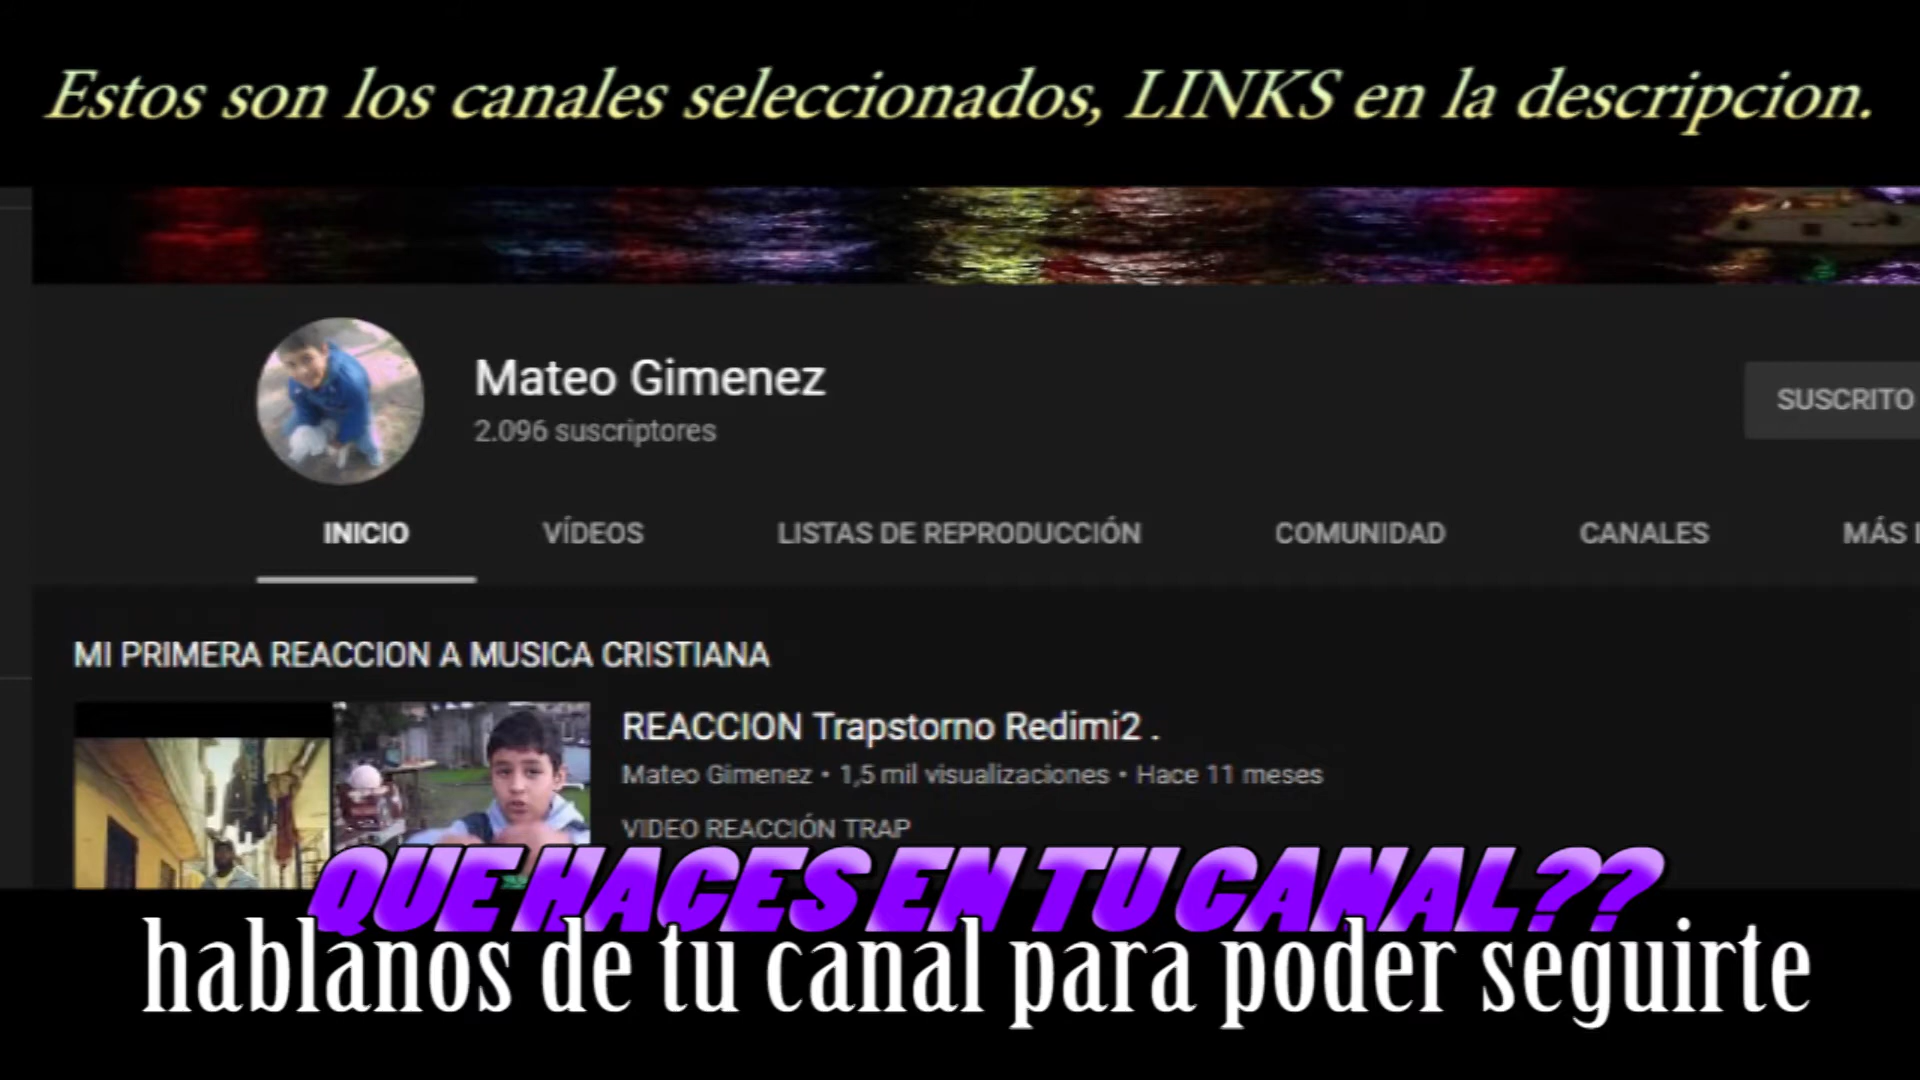 Estos son los canales seleccionados, LINKS en la descripcion.
Mateo Gimenez
2.096 suscriptores
SUSCRITO
INICIO VÍDEOS LISTAS DE REPRODUCCIÓN COMUNIDAD CANALES MÁS
MI PRIMERA REACCION A MUSICA CRISTIANA
REACCION Trapstorno Redimi2 .
Mateo Gimenez • 1,5 mil visualizaciones • Hace 11 meses
VIDEO REACCIÓN TRAP
QUE HACES EN TU CANAL??
hablanos de tu canal para poder seguirte